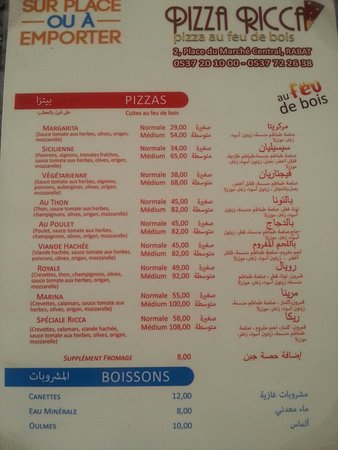 SUR PLACE
OU À
EMPORTER
PIZZA RICCA
pizza au feu de bois
2, Place du Marché Central, RABAT
0537 20 10 00 - 0537 72 26 38
au feu
de bois
PIZZAS
بيتزا
Cuites au feu de bois
على فرن بالحطب
MARGARITA Normale 29,00 صغيرة مركريتا
(Sauce tomate aux herbes, olives, origan, Médium 54,00 متوسطة
mozzarelle)
SICILIENNE Normale 34,00 صغيرة سيسيليان
(Poivrons, oignons, tomates fraîches, Médium 65,00 متوسطة
sauce tomate aux herbes, olives, origan,
mozzarelle)
VÉGÉTARIENNE Normale 38,00 صغيرة فيجتاريان
(Sauce tomate aux herbes, oignons, Médium 68,00 متوسطة
poivrons, aubergines, olives, origan,
mozzarelle)
AU THON Normale 45,00 صغيرة بالتونا
(Thon, sauce tomate aux herbes, Médium 82,00 متوسطة
champignons, olives, origan, mozzarelle)
AU POULET Normale 45,00 صغيرة بالدجاج
(Poulet, sauce tomate aux herbes, Médium 82,00 متوسطة
champignons, olives, origan, mozzarelle)
VIANDE HACHÉE Normale 45,00 صغيرة باللحم المفروم
(Viande hachée, sauce tomate aux herbes, Médium 82,00 متوسطة
poivrons, olives, origan, mozzarelle)
ROYALE Normale 49,00 صغيرة رويال
(Crevettes, thon, champignons, olives, Médium 92,00 متوسطة
sauce tomate aux herbes, origan,
mozzarelle)
MARINA Normale 55,00 صغيرة مرينا
(Crevettes, calamars, sauce tomate aux Médium 100,00 متوسطة
herbes, olives, origan, mozzarelle)
SPÉCIALE RICCA Normale 58,00 صغيرة ريكا
(Crevettes, calamars, viande hachée, Médium 108,00 متوسطة
sauce tomate aux herbes, champignons,
olives, origan, mozzarelle)
SUPPLÉMENT FROMAGE 8,00 إضافة حصة جبن
المشروبات BOISSONS
CANETTES 12,00 مشروبات غازية
EAU MINÉRALE 8,00 ماء معدني
OULMES 10,00 ألماس